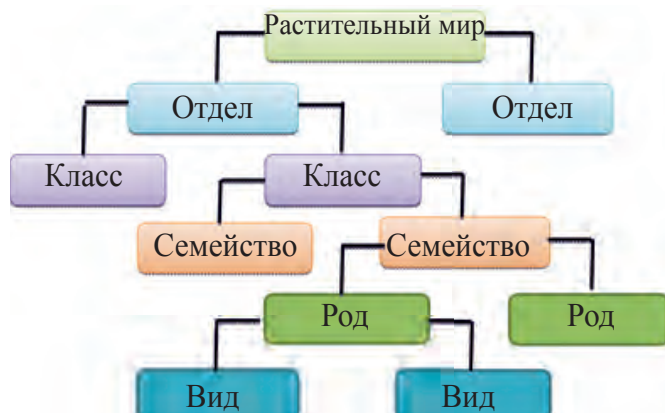 Растительный мир
Отдел
Отдел
Класс
Класс
Семейство
Семейство
Род
Род
Вид
Вид